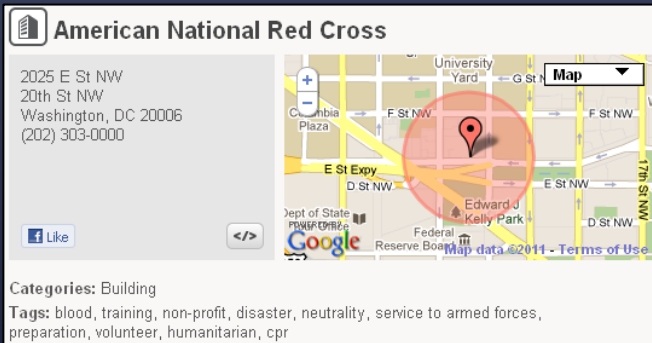 American National Red Cross
2025 E St NW
20th St NW
Washington, DC 20006
(202) 303-0000
Like
</>
+
−
Map
University
Yard
G St N
F St NW
F St NW
Plaza
E St Expy
E St NW
D St NW
17th St NW
Edward J
Kelly Park
D St NW
Dept of State
Federal
Reserve Board
Google
Map data ©2011 - Terms of Use
Categories: Building
Tags: blood, training, non-profit, disaster, neutrality, service to armed forces,
preparation, volunteer, humanitarian, cpr